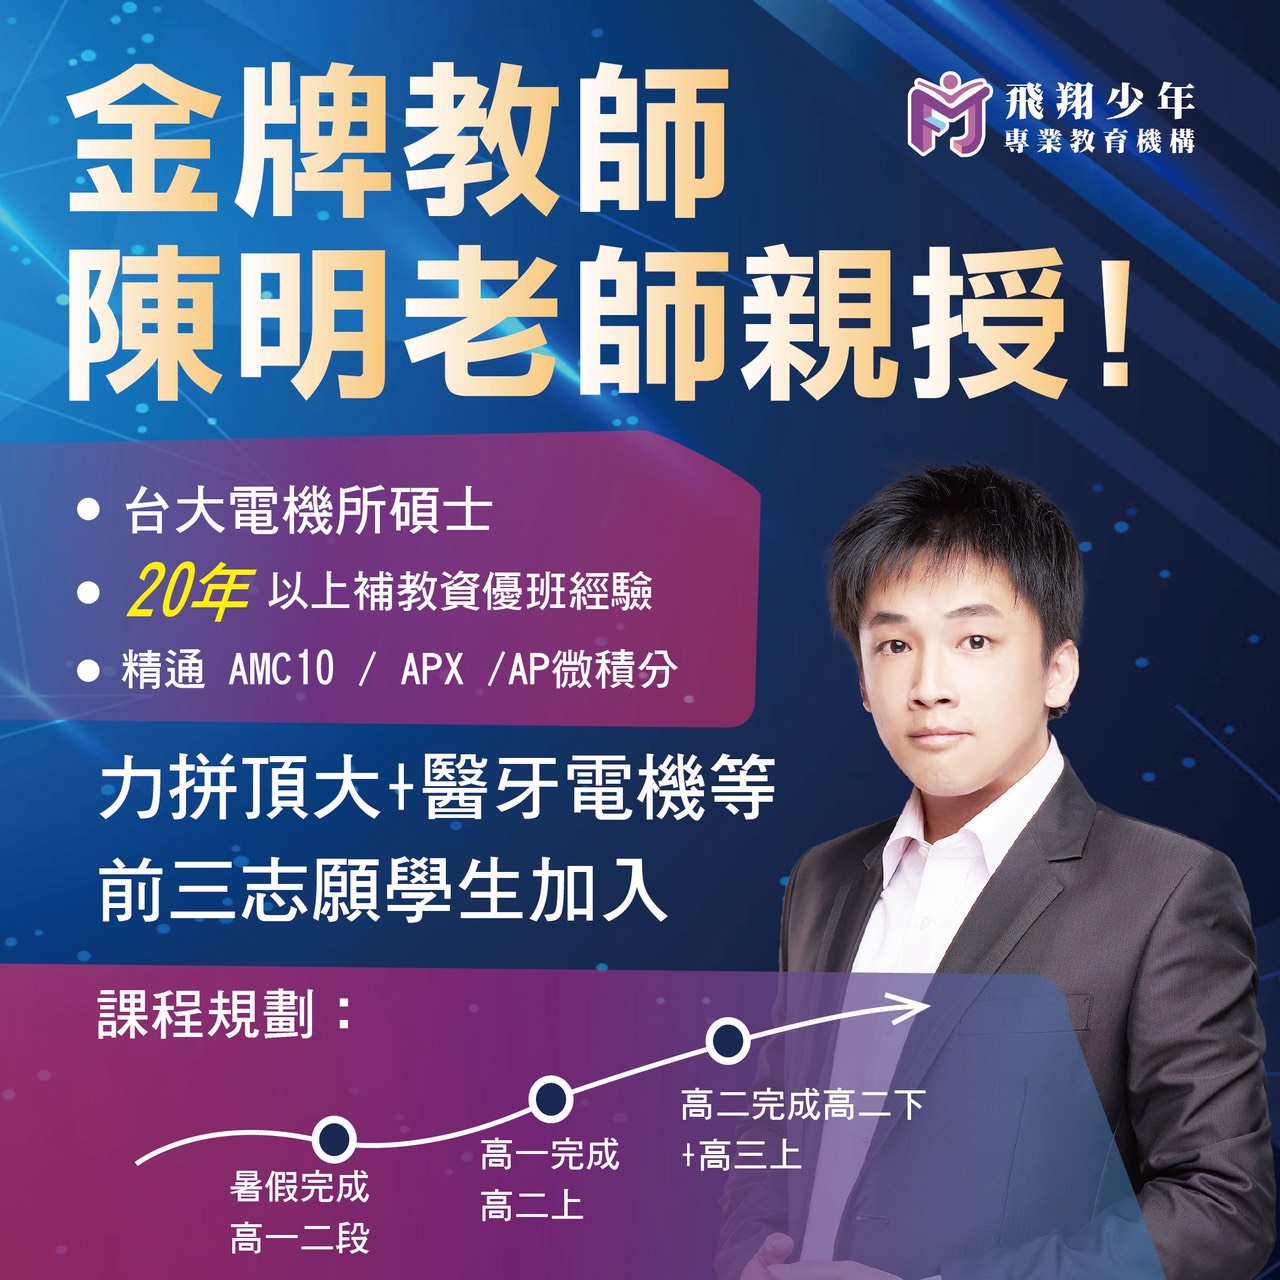 金牌教師
陳明老師親授!
飛翔少年
專業教育機構
台大電機所碩士
20年 以上補教資優班經驗
精通 AMC10 / APX /AP微積分
力拼頂大+醫牙電機等
前三志願學生加入
課程規劃：
暑假完成
高一二段
高一完成
高二上
高二完成高二下
+高三上